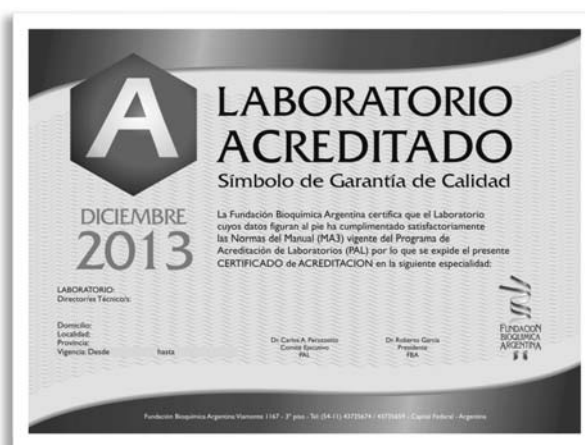 A
LABORATORIO
ACREDITADO
Símbolo de Garantía de Calidad
DICIEMBRE
2013
La Fundación Bioquímica Argentina certifica que el Laboratorio
cuyos datos figuran al pie ha cumplimentado satisfactoriamente
las Normas del Manual (MA3) vigente del Programa de
Acreditación de Laboratorios (PAL) por lo que se expide el presente
CERTIFICADO de ACREDITACION en la siguiente especialidad:
LABORATORIO:
Director/es Técnico/s:
Domicilio:
Localidad:
Provincia:
Vigencia: Desde hasta
Dr. Carlos A.
Comité Ejecutivo
PAL
Dr. Roberto García
Presidente
FBA
FUNDACION
BIOQUIMICA
ARGENTINA
Fundación Bioquímica Argentina Viamonte 1167 - 3º piso - Tel: (54-11) 43735674 / 43735659 - Capital Federal - Argentina